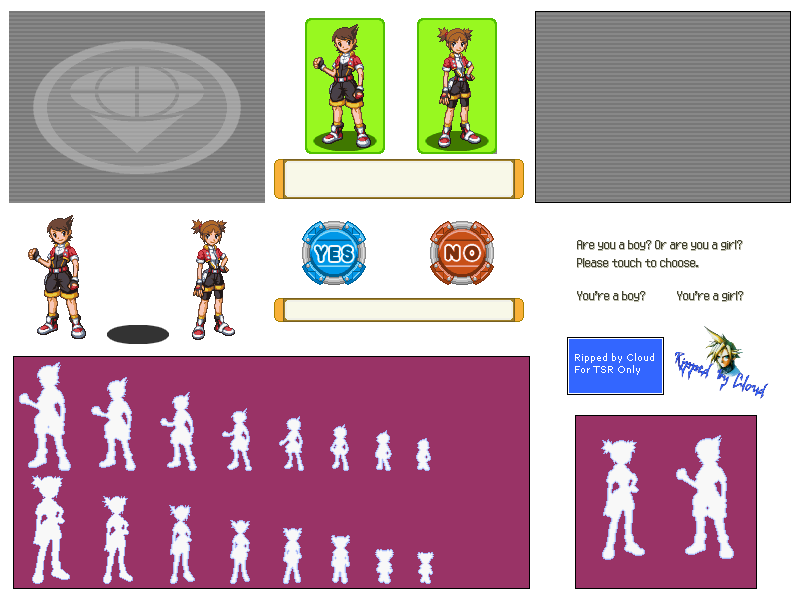 YES
NO
Are you a boy? Or are you a girl?
Please touch to choose.
You're a boy?
You're a girl?
Ripped by Cloud
For TSR Only
Ripped by Cloud